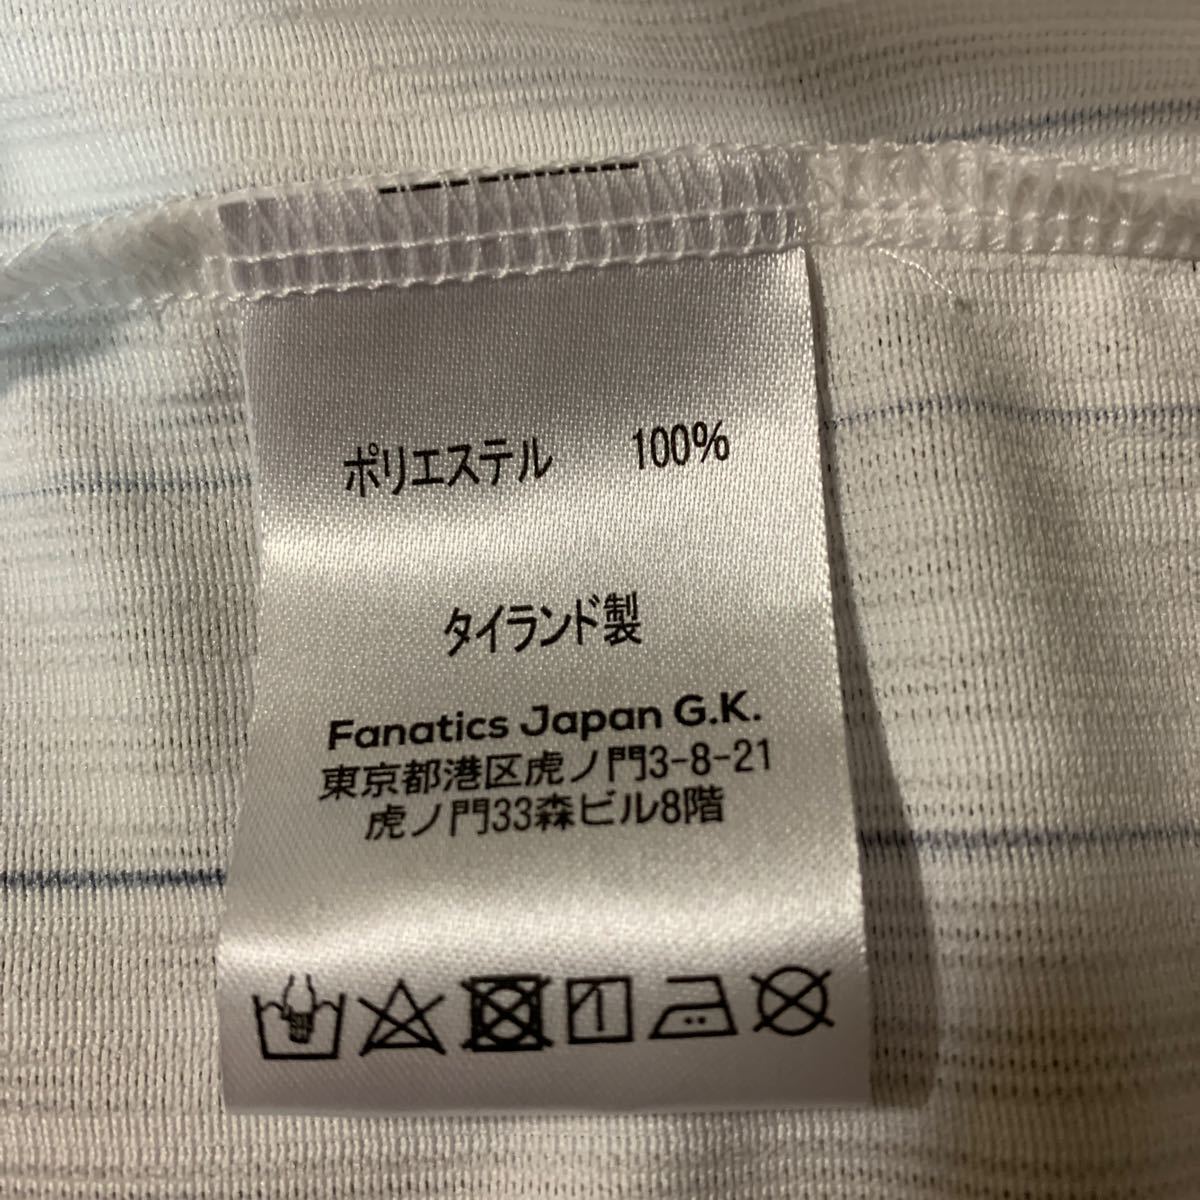 ポリエステル 100%
タイランド製
Fanatics Japan G.K.
東京都港区虎ノ門3-8-21
虎ノ門33森ビル8階